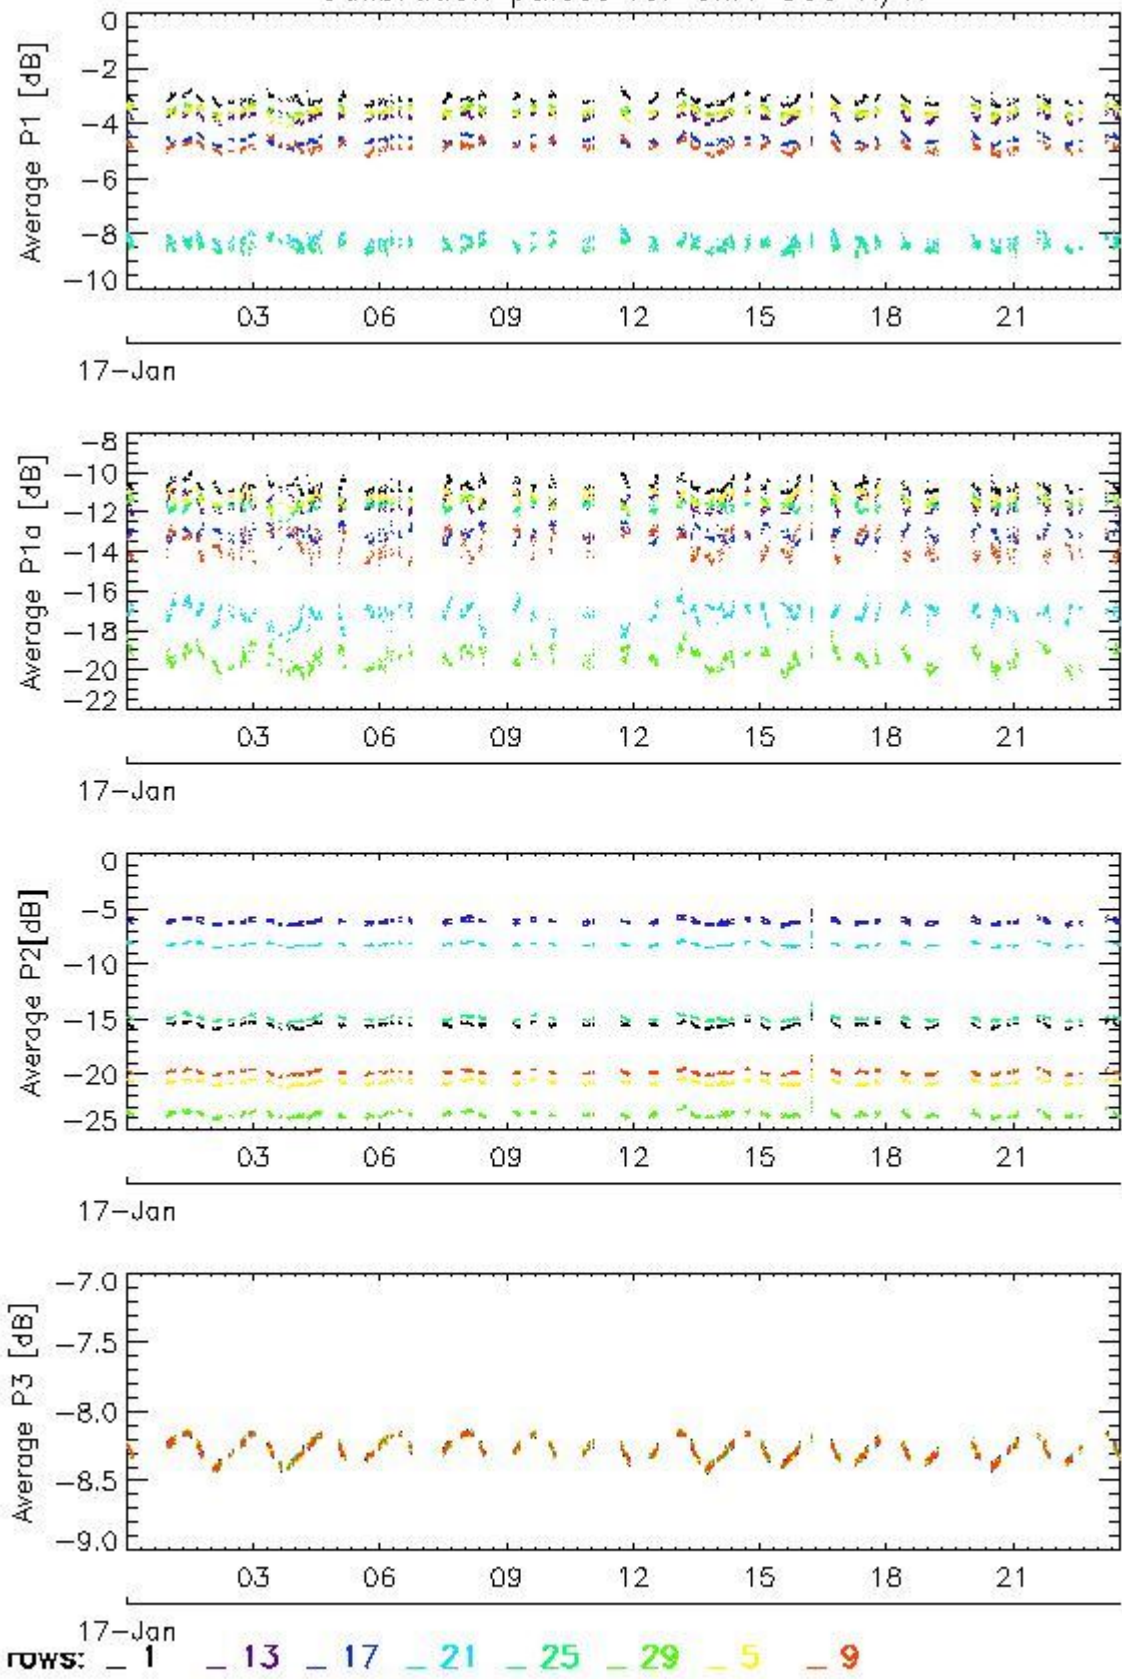 0
−2
−4
−6
−8
−10
Average P1 [dB]
03 06 09 12 15 18 21
17−Jan
−8
−10
−12
−14
−16
−18
−20
−22
Average P1a [dB]
03 06 09 12 15 18 21
17−Jan
0
−5
−10
−15
−20
−25
Average P2[dB]
03 06 09 12 15 18 21
17−Jan
−7.0
−7.5
−8.0
−8.5
−9.0
Average P3 [dB]
03 06 09 12 15 18 21
17−Jan
rows: _ 1 _ 13 _ 17 _ 21 _ 25 _ 29 _ 5 _ 9